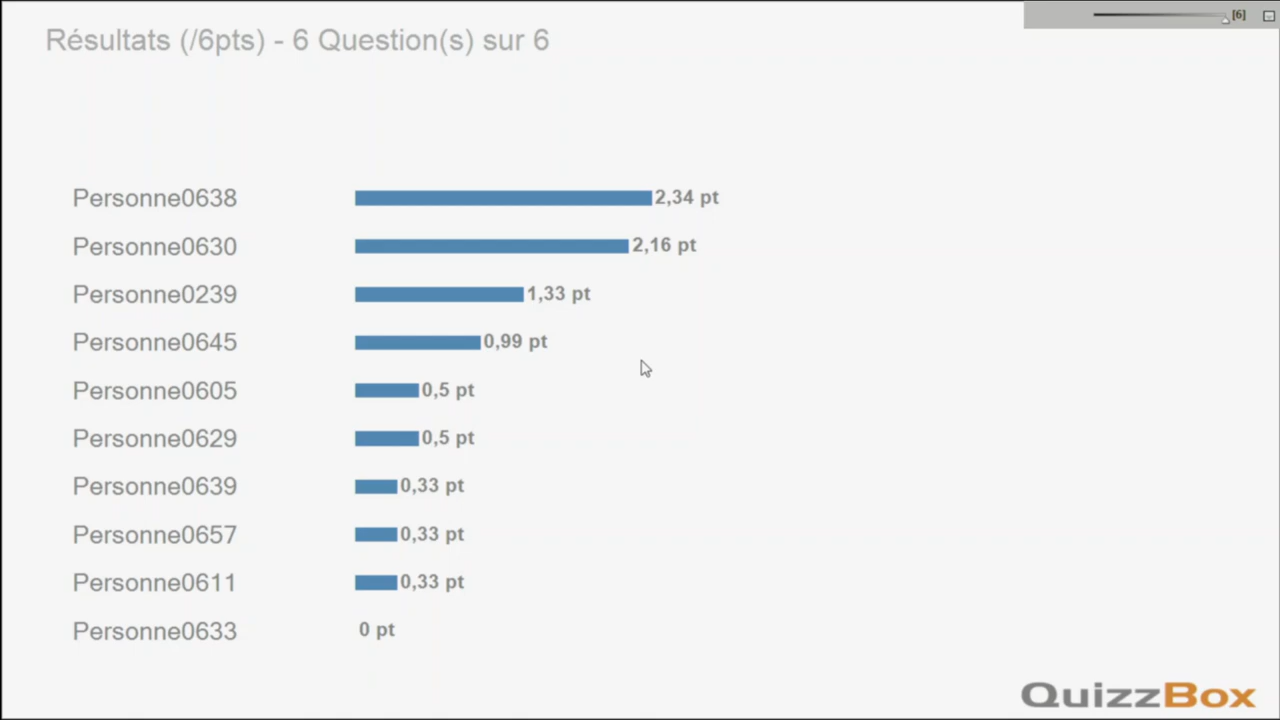 [6]
Résultats (/6pts) - 6 Question(s) sur 6
Personne0638 2,34 pt
Personne0630 2,16 pt
Personne0239 1,33 pt
Personne0645 0,99 pt
Personne0605 0,5 pt
Personne0629 0,5 pt
Personne0639 0,33 pt
Personne0657 0,33 pt
Personne0611 0,33 pt
Personne0633 0 pt
QuizzBox